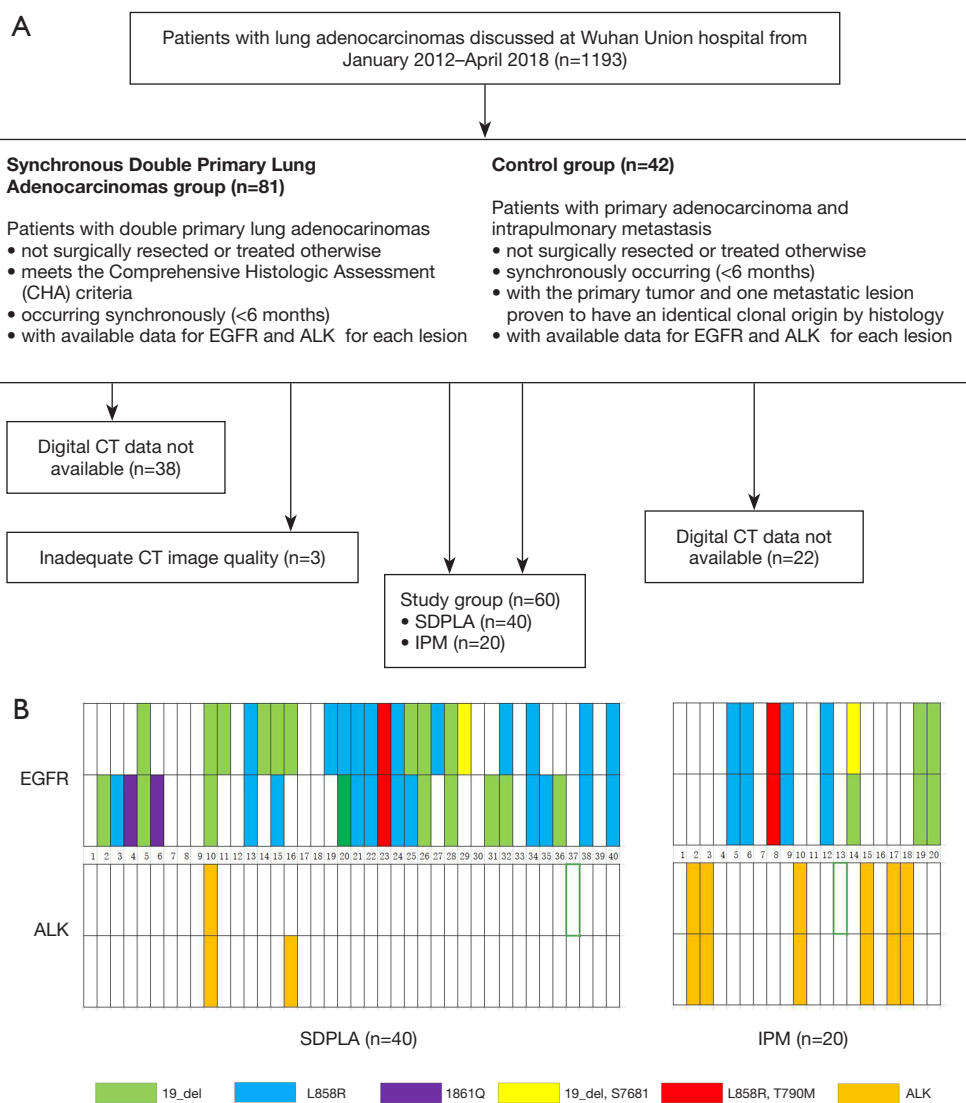 A
Patients with lung adenocarcinomas discussed at Wuhan Union hospital from
January 2012–April 2018 (n=1193)
Synchronous Double Primary Lung
Adenocarcinomas group (n=81)
Patients with double primary lung adenocarinomas
• not surgically resected or treated otherwise
• meets the Comprehensive Histologic Assessment
(CHA) criteria
• occurring synchronously (<6 months)
• with available data for EGFR and ALK for each lesion
Control group (n=42)
Patients with primary adenocarcinoma and
intrapulmonary metastasis
• not surgically resected or treated otherwise
• synchronously occurring (<6 months)
• with the primary tumor and one metastatic lesion
proven to have an identical clonal origin by histology
• with available data for EGFR and ALK for each lesion
Digital CT data not
available (n=38)
Inadequate CT image quality (n=3)
Study group (n=60)
• SDPLA (n=40)
• IPM (n=20)
Digital CT data not
available (n=22)
B
EGFR
1 2 3 4 5 6 7 8 9 10 11 12 13 14 15 16 17 18 19 20 21 22 23 24 25 26 27 28 29 30 31 32 33 34 35 36 37 38 39 40
1 2 3 4 5 6 7 8 9 10 11 12 13 14 15 16 17 18 19 20
ALK
SDPLA (n=40)
IPM (n=20)
19_del
L858R
1861Q
19_del, S7681
L858R, T790M
ALK